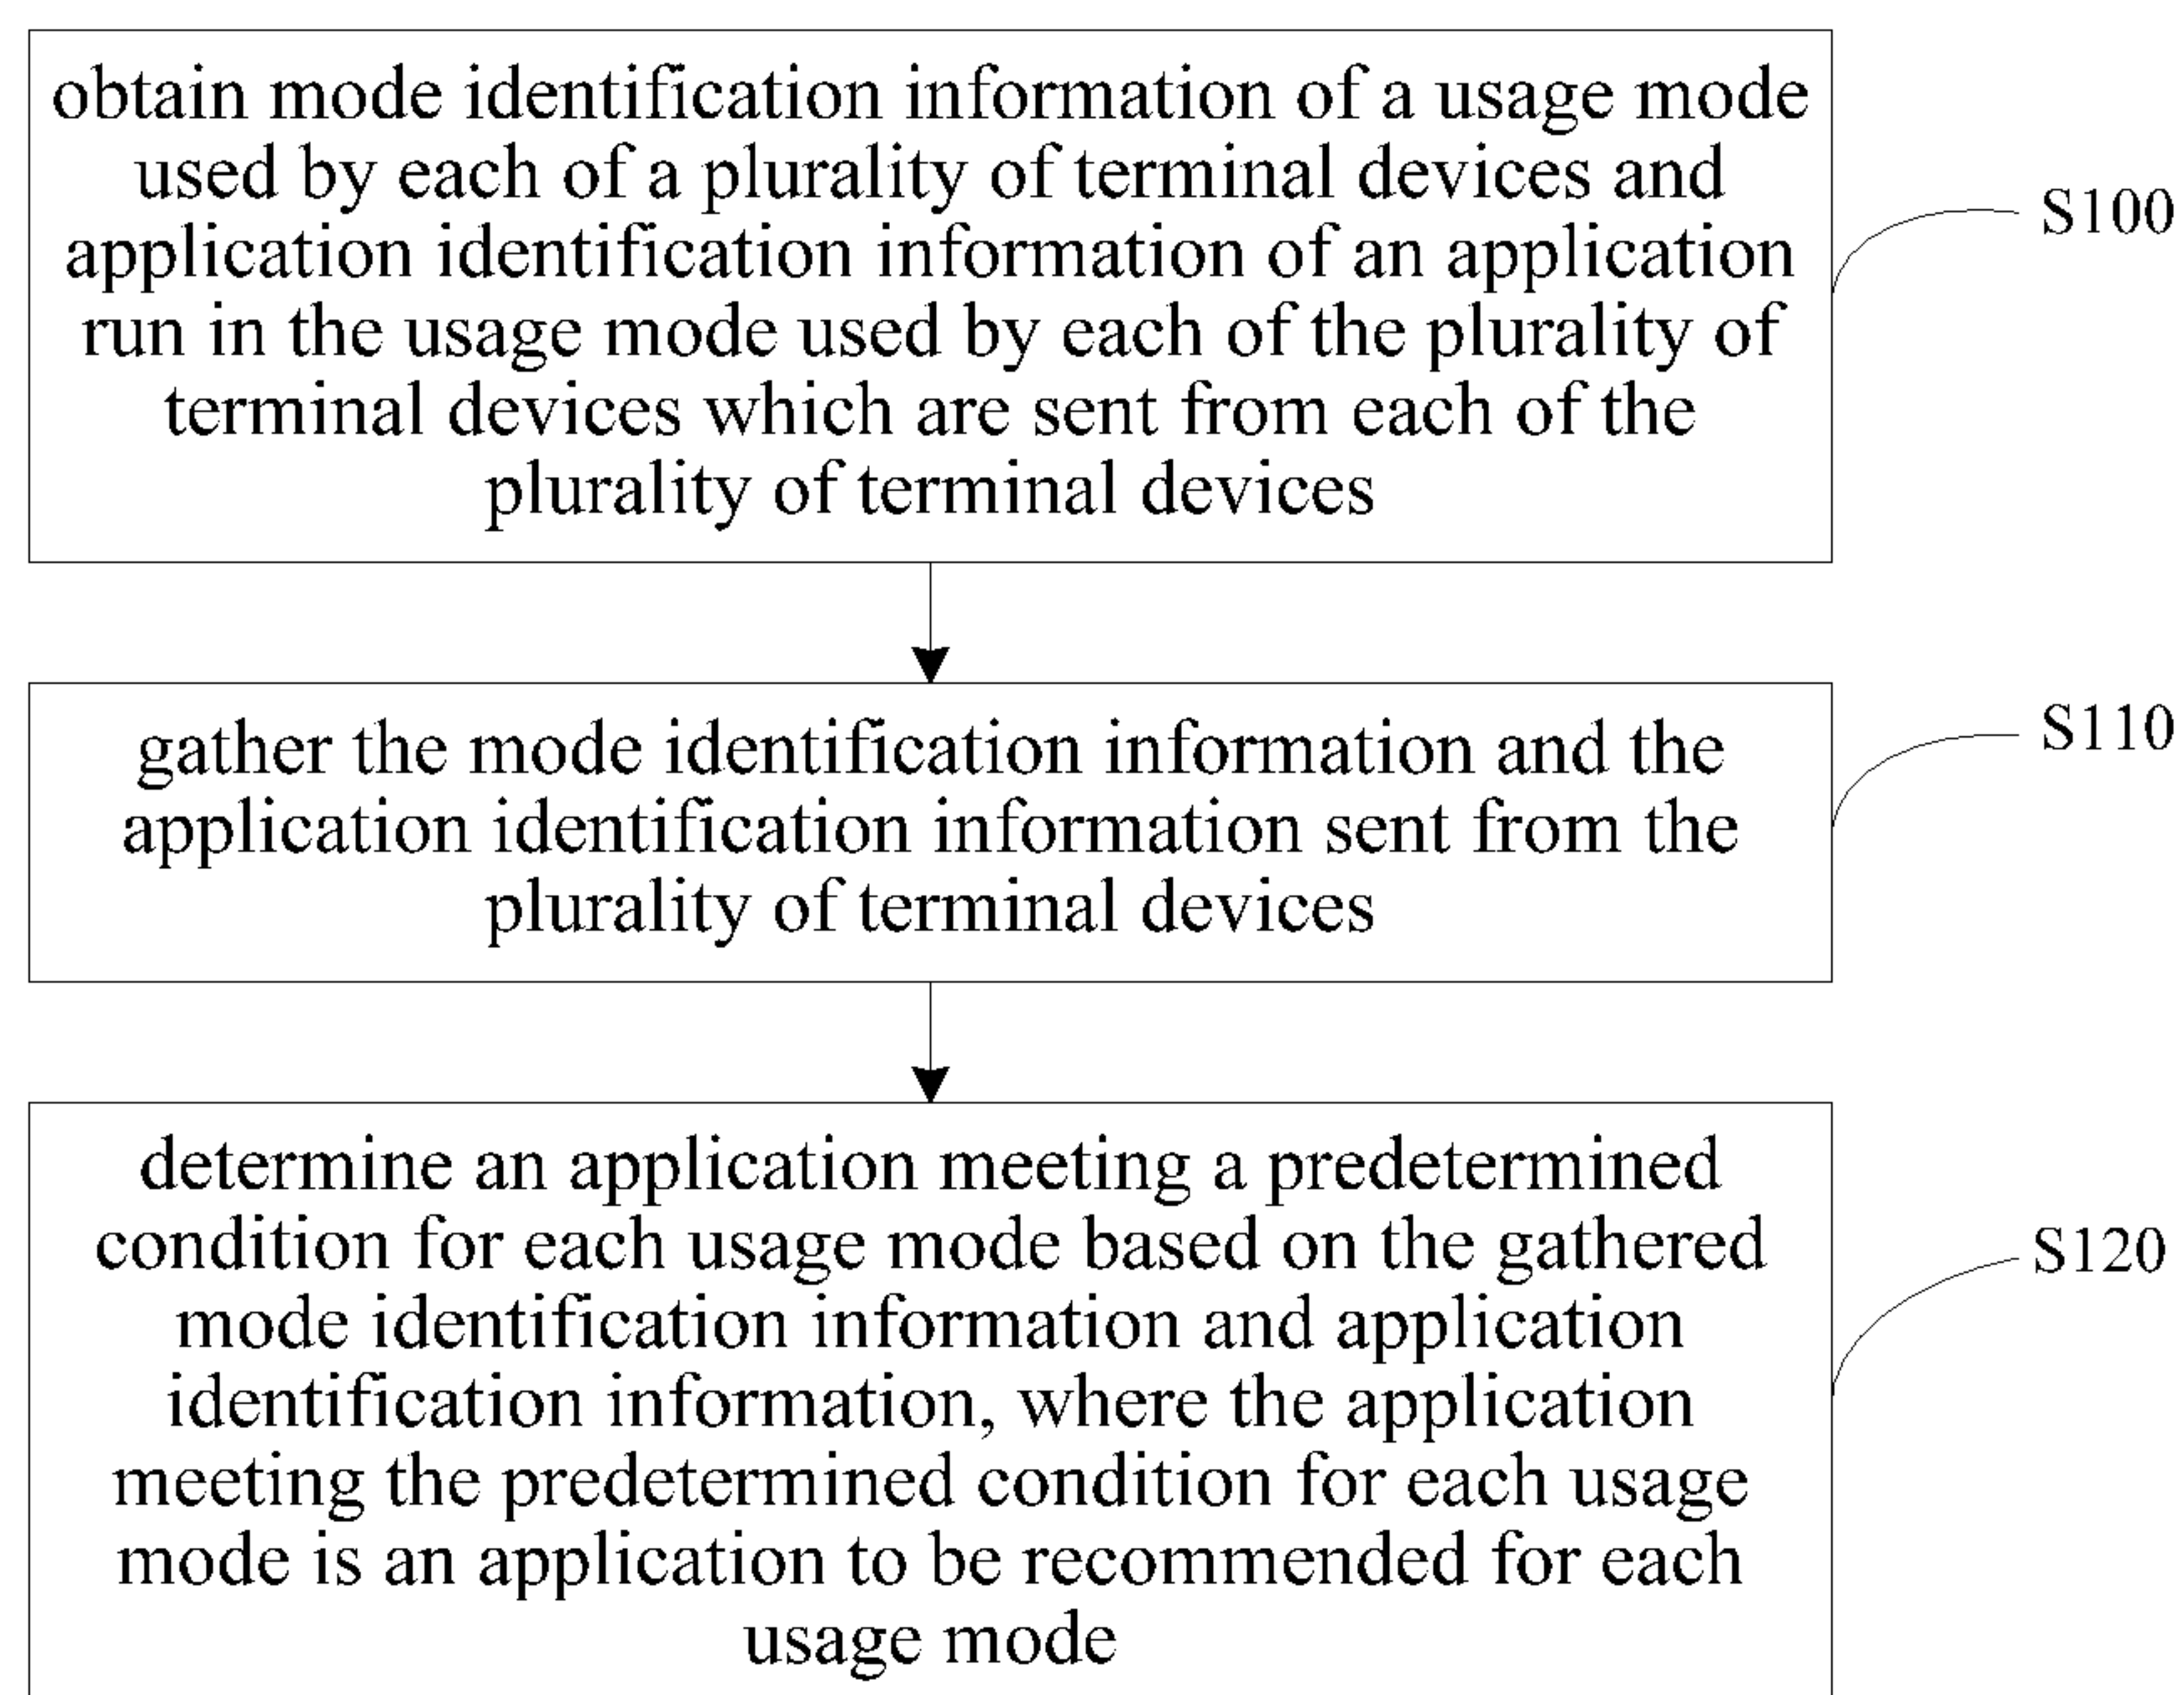 obtain mode identification information of a usage mode
used by each of a plurality of terminal devices and
application identification information of an application
run in the usage mode used by each of the plurality of
terminal devices which are sent from each of the
plurality of terminal devices
S100
gather the mode identification information and the
application identification information sent from the
plurality of terminal devices
S110
determine an application meeting a predetermined
condition for each usage mode based on the gathered
mode identification information and application
identification information, where the application
meeting the predetermined condition for each usage
mode is an application to be recommended for each
usage mode
S120